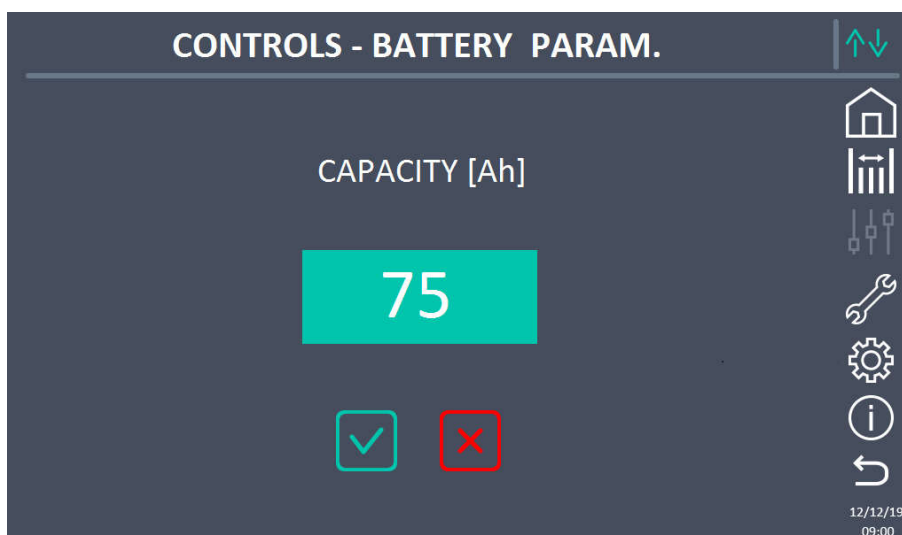 CONTROLS - BATTERY PARAM.
CAPACITY [Ah]
75
12/12/19
09:00